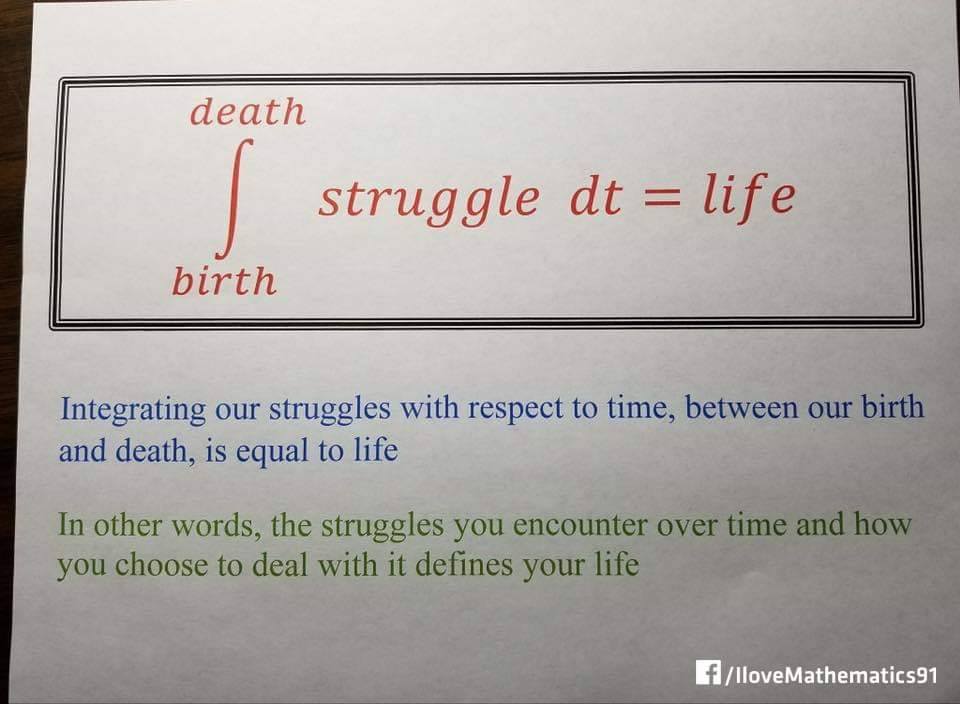 death
∫ struggle dt = life
birth
Integrating our struggles with respect to time, between our birth
and death, is equal to life
In other words, the struggles you encounter over time and how
you choose to deal with it defines your life
f/IloveMathematics91